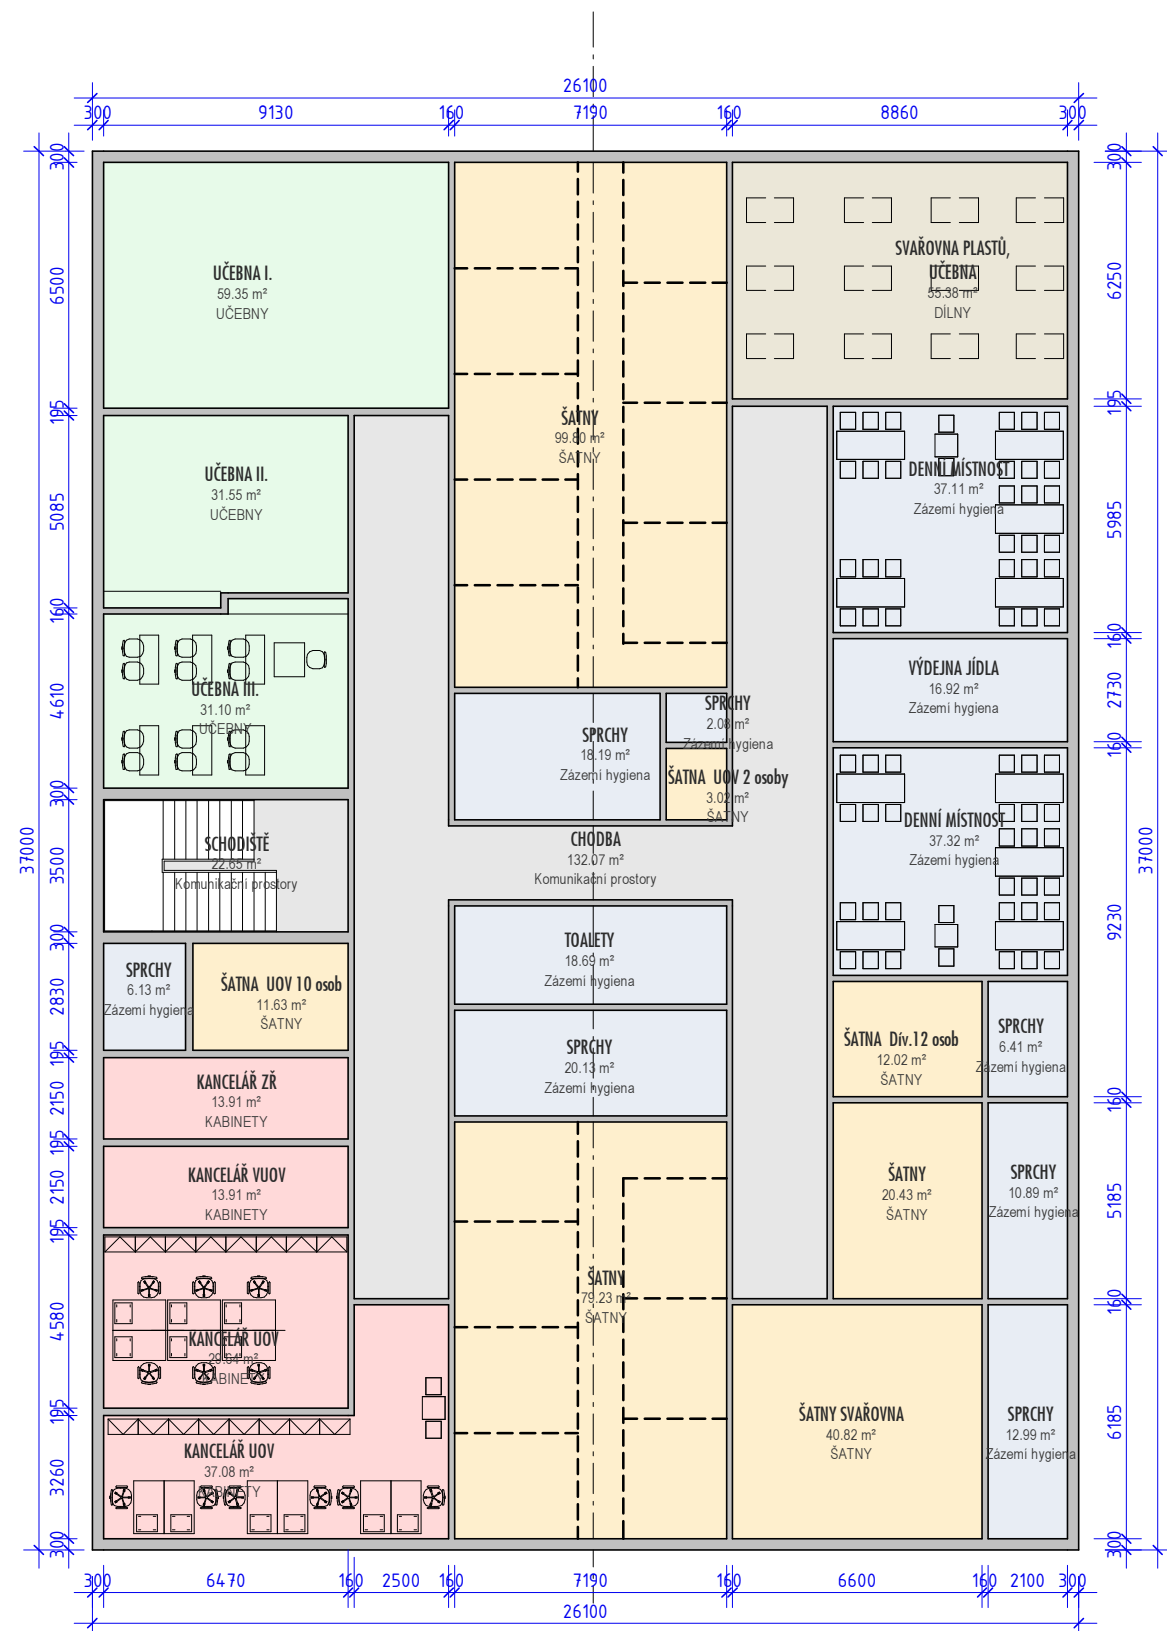 26100
300
9130
160
7190
160
8860
300
300
6500
195
5085
160
4610
300
3500
300
2830
195
2150
195
2150
195
4580
195
3260
300
37000
UČEBNA I.
59.35 m²
UČEBNY
UČEBNA II.
31.55 m²
UČEBNY
UČEBNA III.
31.10 m²
UČEBNY
SCHODIŠTĚ
22.65 m²
Komunikační prostory
SPRCHY
6.13 m²
Zázemí hygiena
ŠATNA UOV 10 osob
11.63 m²
ŠATNY
KANCELÁŘ ZŘ
13.91 m²
KABINETY
KANCELÁŘ VUOV
13.91 m²
KABINETY
KANCELÁŘ UOV
29.64 m²
KABINETY
KANCELÁŘ UOV
37.08 m²
KABINETY
ŠATNY
99.80 m²
ŠATNY
SPRCHY
18.19 m²
Zázemí hygiena
SPRCHY
2.08 m²
Zázemí hygiena
ŠATNA UOV 2 osoby
3.02 m²
ŠATNY
CHODBA
132.07 m²
Komunikační prostory
TOALETY
18.69 m²
Zázemí hygiena
SPRCHY
20.13 m²
Zázemí hygiena
ŠATNY
79.23 m²
ŠATNY
SVAŘOVNA PLASTŮ,
UČEBNA
55.38 m²
DÍLNY
DENNÍ MÍSTNOST
37.11 m²
Zázemí hygiena
VÝDEJNA JÍDLA
16.92 m²
Zázemí hygiena
DENNÍ MÍSTNOST
37.32 m²
Zázemí hygiena
ŠATNA Dív.12 osob
12.02 m²
ŠATNY
SPRCHY
6.41 m²
Zázemí hygiena
ŠATNY
20.43 m²
ŠATNY
SPRCHY
10.89 m²
Zázemí hygiena
ŠATNY SVAŘOVNA
40.82 m²
ŠATNY
SPRCHY
12.99 m²
Zázemí hygiena
300
6250
195
5985
160
2730
160
9230
160
5185
160
6185
300
37000
300
6470
160
2500
160
7190
160
6600
160
2100
300
26100